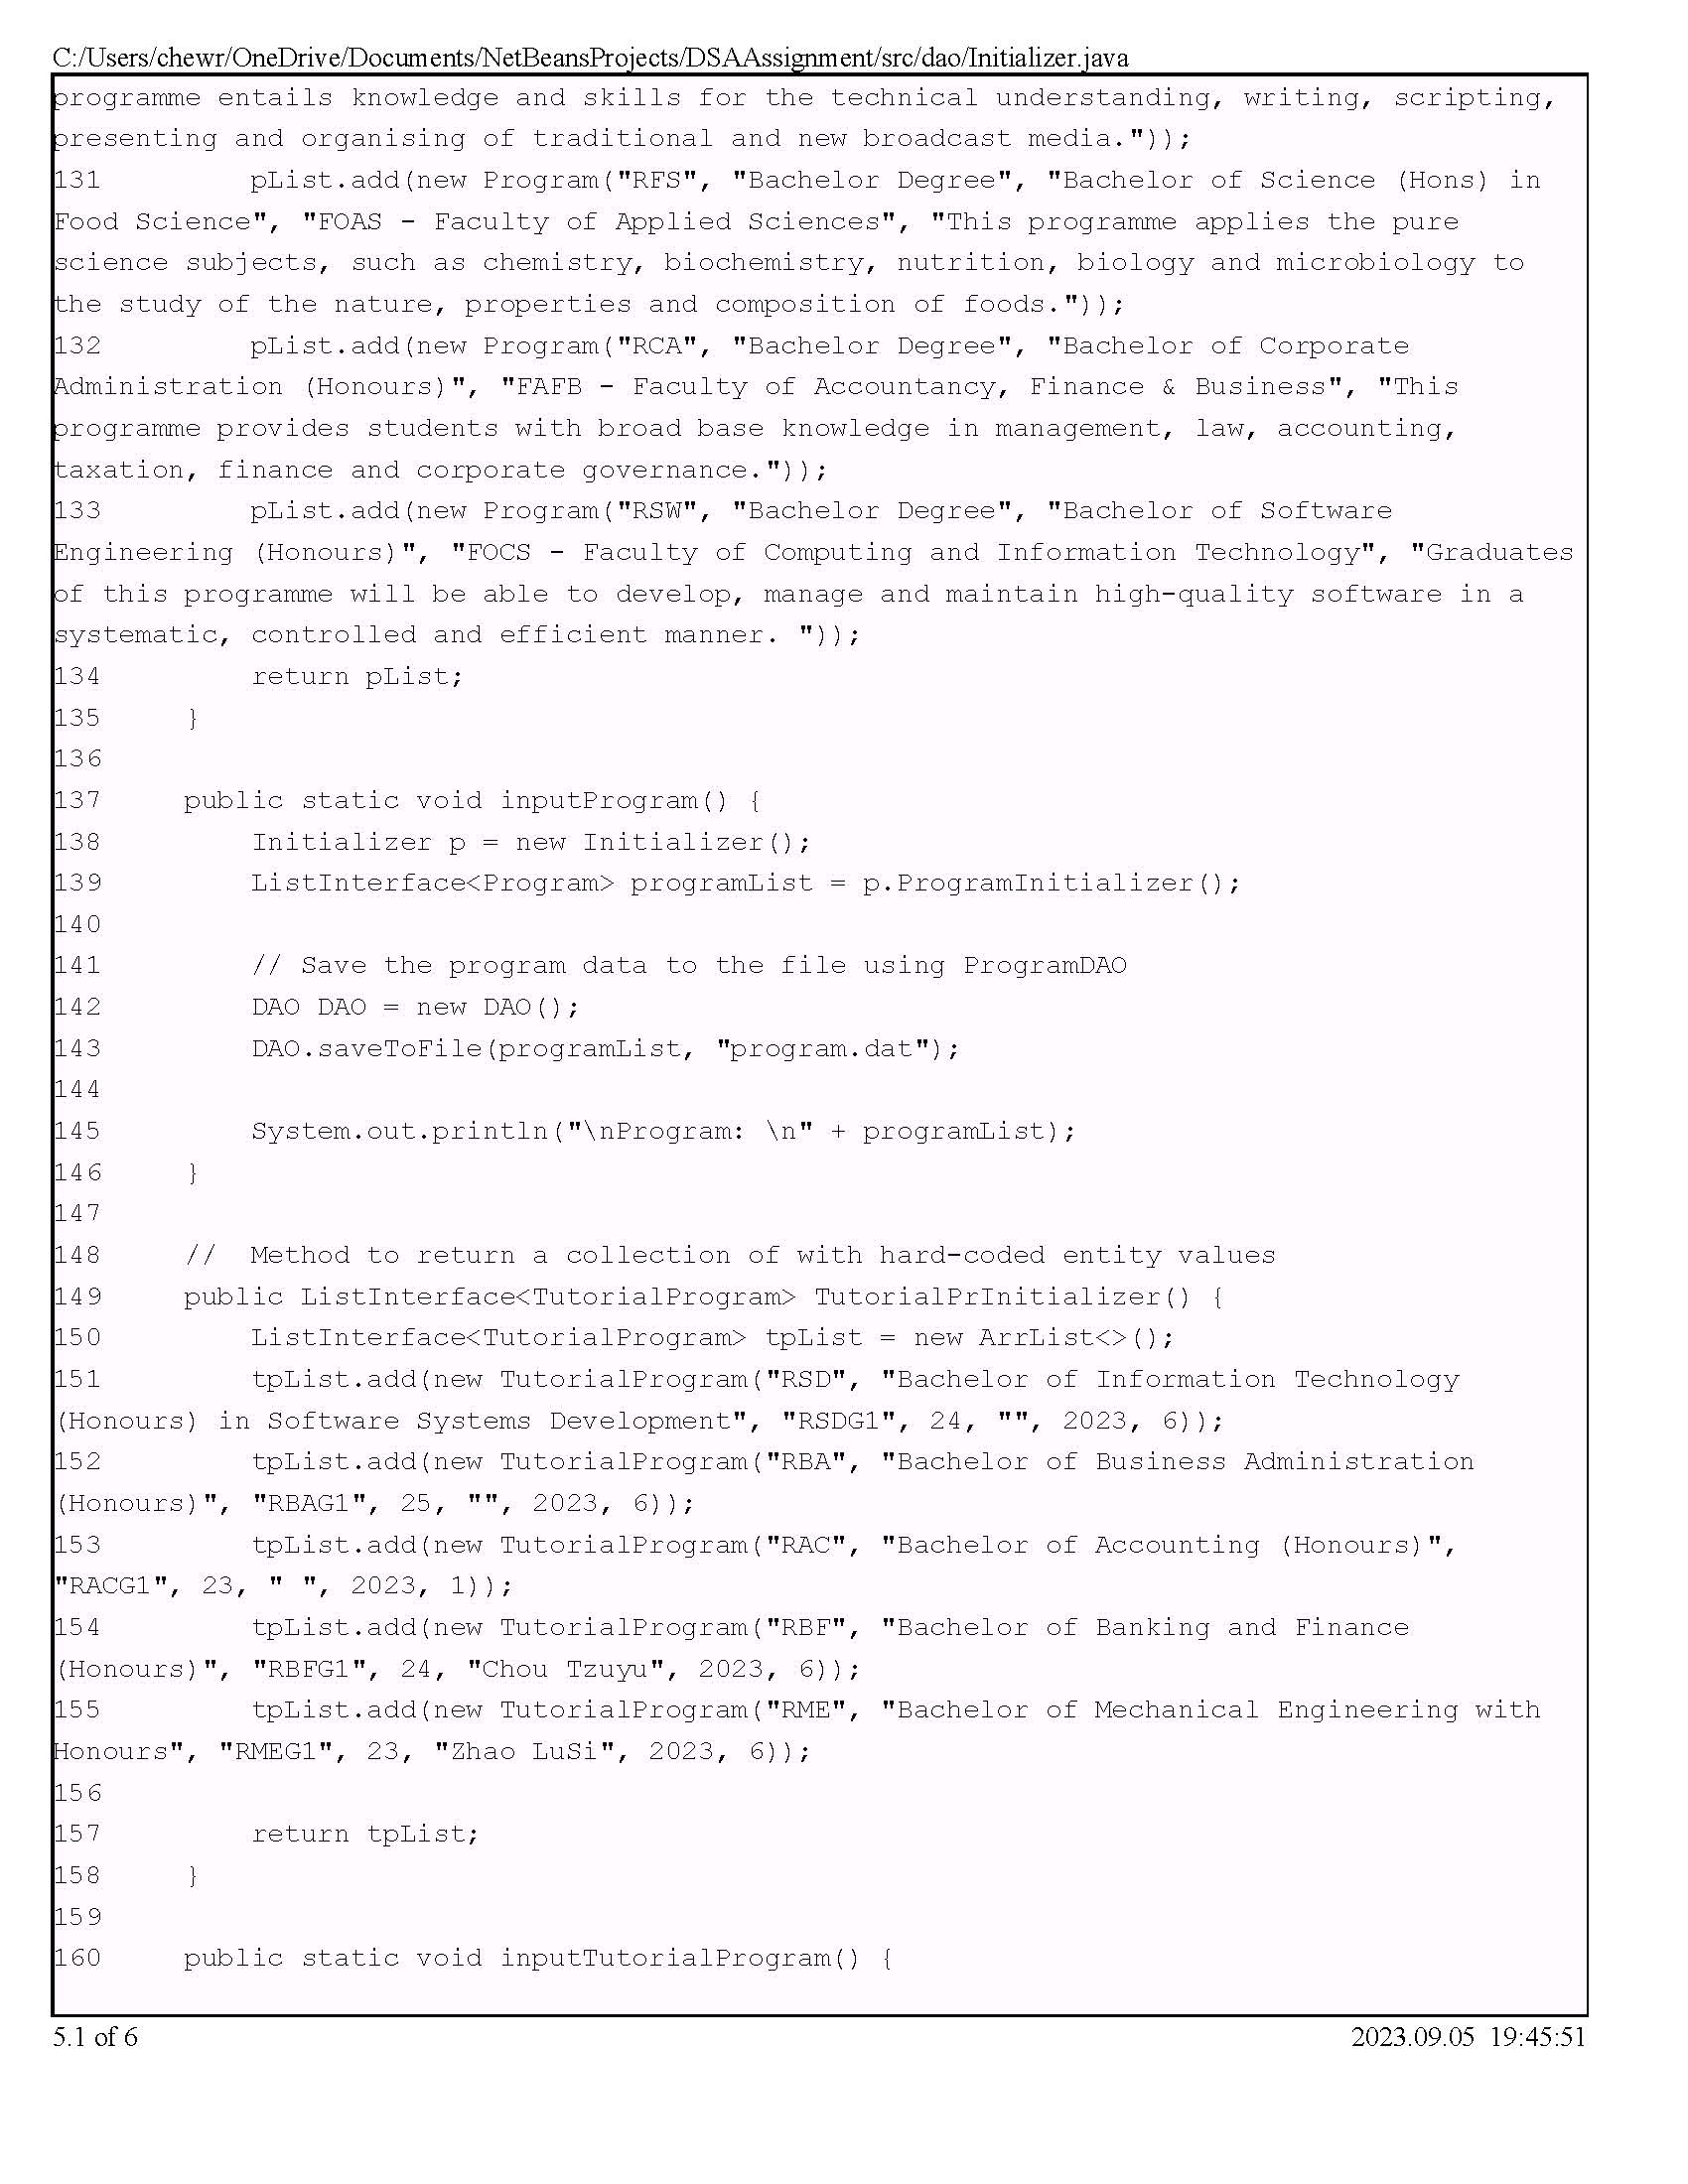 C:/Users/chewr/OneDrive/Documents/NetBeansProjects/DSAAssignment/src/dao/Initializer.java
programme entails knowledge and skills for the technical understanding, writing, scripting,
presenting and organising of traditional and new broadcast media."));
131         pList.add(new Program("RFS", "Bachelor Degree", "Bachelor of Science (Hons) in
Food Science", "FOAS - Faculty of Applied Sciences", "This programme applies the pure
science subjects, such as chemistry, biochemistry, nutrition, biology and microbiology to
the study of the nature, properties and composition of foods."));
132         pList.add(new Program("RCA", "Bachelor Degree", "Bachelor of Corporate
Administration (Honours)", "FAFB - Faculty of Accountancy, Finance & Business", "This
programme provides students with broad base knowledge in management, law, accounting,
taxation, finance and corporate governance."));
133         pList.add(new Program("RSW", "Bachelor Degree", "Bachelor of Software
Engineering (Honours)", "FOCS - Faculty of Computing and Information Technology", "Graduates
of this programme will be able to develop, manage and maintain high-quality software in a
systematic, controlled and efficient manner. "));
134         return pList;
135     }
136
137     public static void inputProgram() {
138         Initializer p = new Initializer();
139         ListInterface<Program> programList = p.ProgramInitializer();
140
141         // Save the program data to the file using ProgramDAO
142         DAO DAO = new DAO();
143         DAO.saveToFile(programList, "program.dat");
144
145         System.out.println("\nProgram: \n" + programList);
146     }
147
148     //  Method to return a collection of with hard-coded entity values
149     public ListInterface<TutorialProgram> TutorialPrInitializer() {
150         ListInterface<TutorialProgram> tpList = new ArrList<>();
151         tpList.add(new TutorialProgram("RSD", "Bachelor of Information Technology
(Honours) in Software Systems Development", "RSDG1", 24, "", 2023, 6));
152         tpList.add(new TutorialProgram("RBA", "Bachelor of Business Administration
(Honours)", "RBAG1", 25, "", 2023, 6));
153         tpList.add(new TutorialProgram("RAC", "Bachelor of Accounting (Honours)",
"RACG1", 23, " ", 2023, 1));
154         tpList.add(new TutorialProgram("RBF", "Bachelor of Banking and Finance
(Honours)", "RBFG1", 24, "Chou Tzuyu", 2023, 6));
155         tpList.add(new TutorialProgram("RME", "Bachelor of Mechanical Engineering with
Honours", "RMEG1", 23, "Zhao LuSi", 2023, 6));
156
157         return tpList;
158     }
159
160     public static void inputTutorialProgram() {
5.1 of 6
2023.09.05 19:45:51